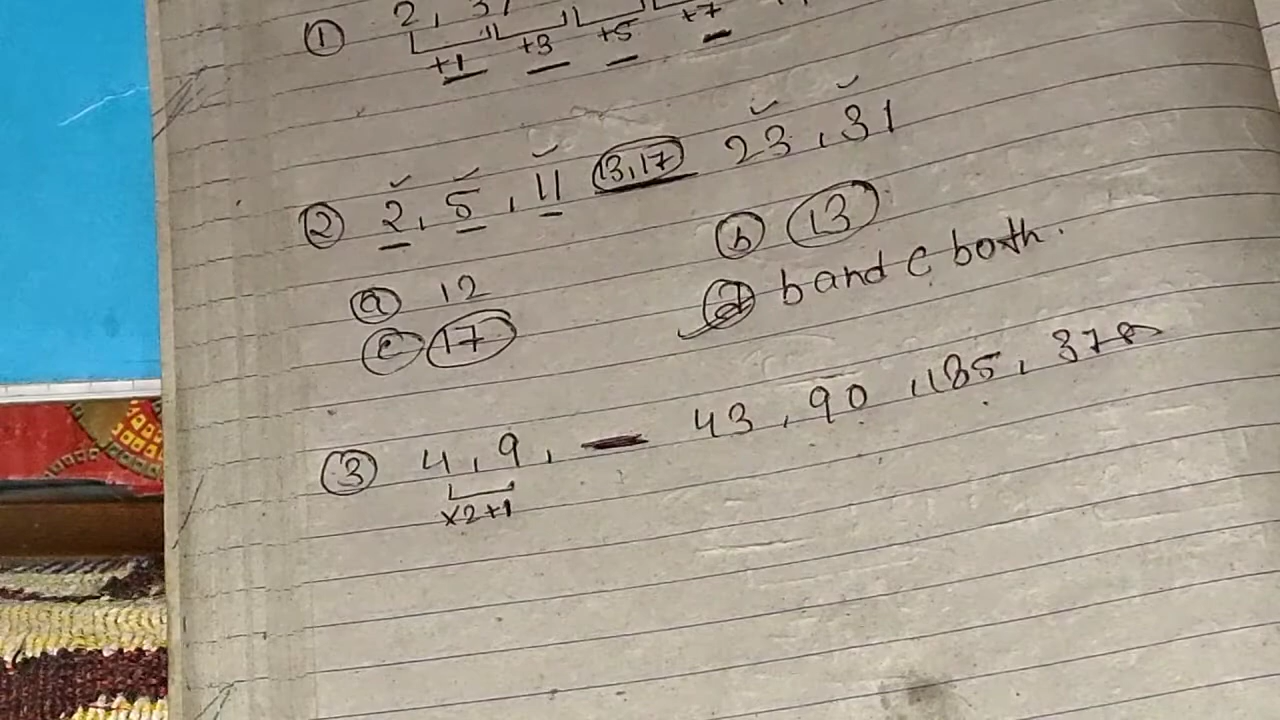 ① 2, 3,
+1 +3 +5 +7
② 2, 5, 11 13,17 23, 31
ⓐ 12 ⓑ 13
ⓒ 17 ⓓ b and c both.
③ 4, 9, — 43, 90, 185, 376
×2+1